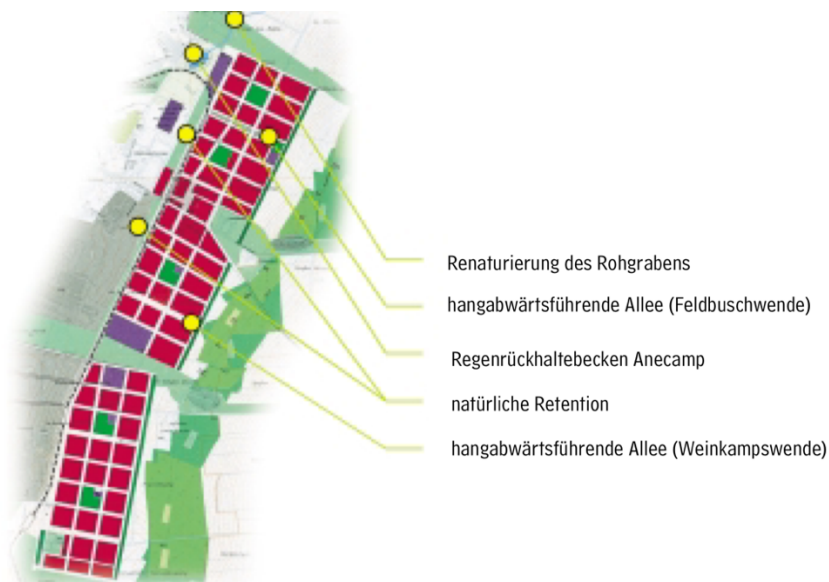 Renaturierung des Rohgrabens
hangabwärtsführende Allee (Feldbuschwende)
Regenrückhaltebecken Anecamp
natürliche Retention
hangabwärtsführende Allee (Weinkampswende)